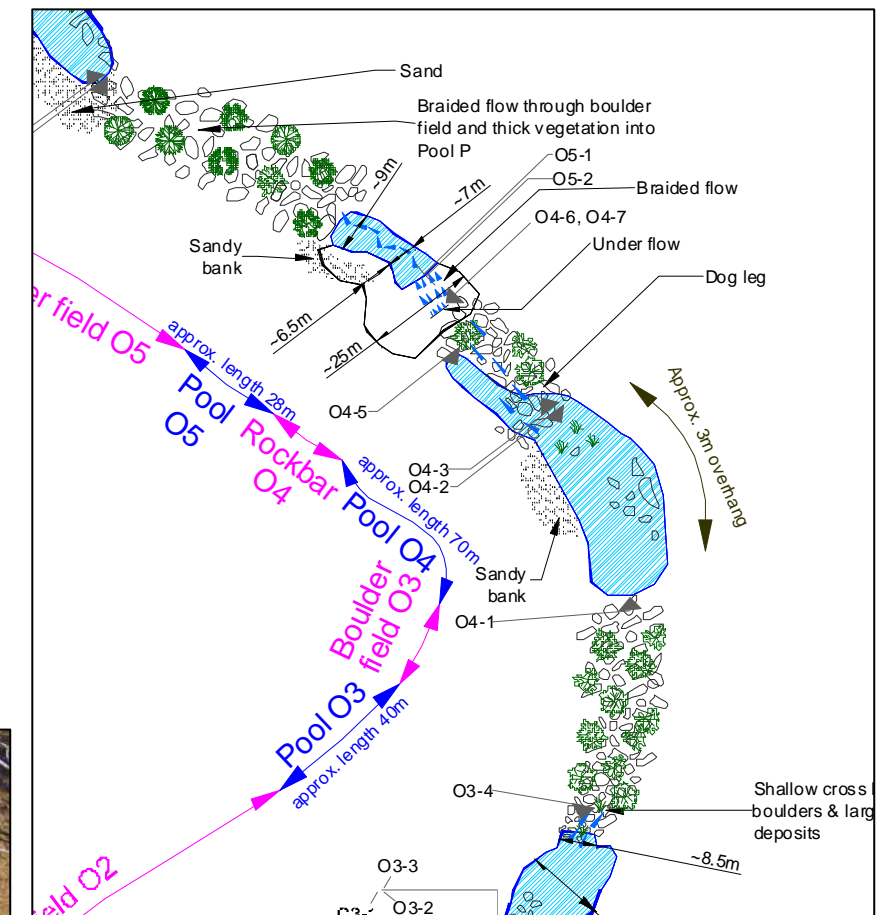 Sand
Braided flow through boulder
field and thick vegetation into
Pool P
O5-1
O5-2
Braided flow
O4-6, O4-7
Under flow
Dog leg
~9m
~7m
Sandy
bank
~6.5m
~25m
er field O5
approx. length 28m
Pool
O5
Rockbar
O4
O4-5
O4-3
O4-2
Approx. 3m overhang
approx. length 70m
Pool O4
Sandy
bank
Boulder
field O3
O4-1
Pool O3
approx. length 40m
O3-4
Shallow cross
boulders & larg
deposits
~8.5m
O3-3
O3-2
eld O2